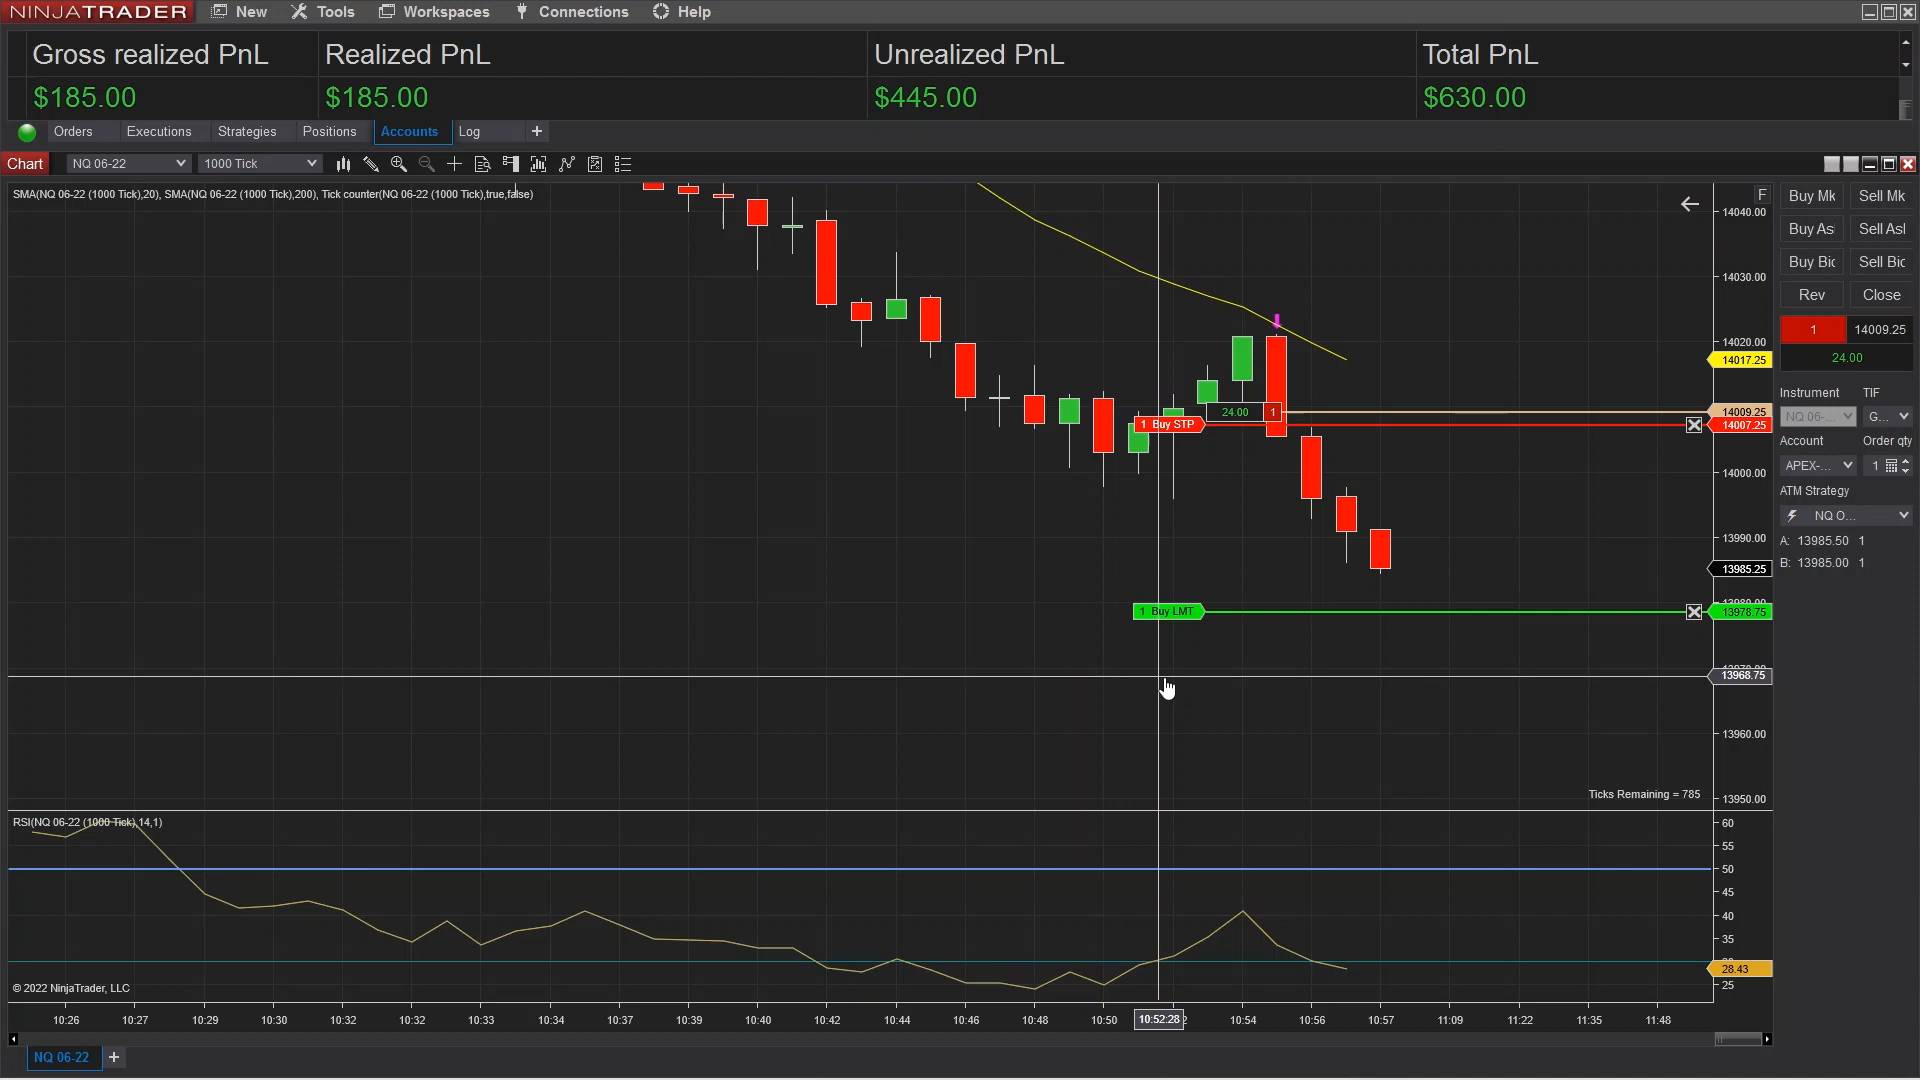 NINJATRADER New Tools Workspaces Connections Help
Gross realized PnL Realized PnL Unrealized PnL Total PnL
$185.00 $185.00 $445.00 $630.00
Orders Executions Strategies Positions Accounts Log +
Chart NQ 06-22 1000 Tick
SMA(NQ 06-22 (1000 Tick),20), SMA(NQ 06-22 (1000 Tick),200), Tick counter(NQ 06-22 (1000 Tick),true,false)
F
Buy Mk Sell Mk
14040.00
Buy As Sell Asl
Buy Bic Sell Bic
14030.00
Rev Close
1 14009.25
14020.00
24.00
14017.25
Instrument TIF
24.00 1
14009.25
NQ 06-... G...
1 Buy STP
14007.25
Account Order qty
APEX-... 1
14000.00
ATM Strategy
NQ O...
13990.00
A: 13985.50 1
B: 13985.00 1
13985.25
1 Buy LMT
13978.75
13968.75
13960.00
Ticks Remaining = 785
13950.00
RSI(NQ 06-22 (1000 Tick),14,1)
60
55
50
45
40
35
28.43
25
© 2022 NinjaTrader, LLC
10:26 10:27 10:29 10:30 10:32 10:32 10:33 10:34 10:37 10:39 10:40 10:42 10:44 10:46 10:48 10:50 10:52:28 10:54 10:56 10:57 11:09 11:22 11:35 11:48
NQ 06-22 +